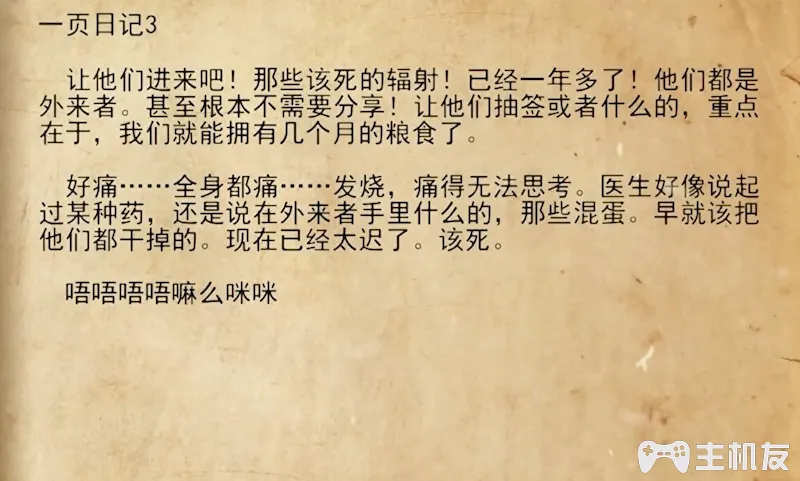 一页日记3
让他们进来吧！那些该死的辐射！已经一年多了！他们都是
外来者。甚至根本不需要分享！让他们抽签或者什么的，重点
在于，我们就能拥有几个月的粮食了。
好痛……全身都痛……发烧，痛得无法思考。医生好像说起
过某种药，还是说在外来者手里什么的，那些混蛋。早就该把
他们都干掉的。现在已经太迟了。该死。
唔唔唔唔嘛么咪咪
主机友